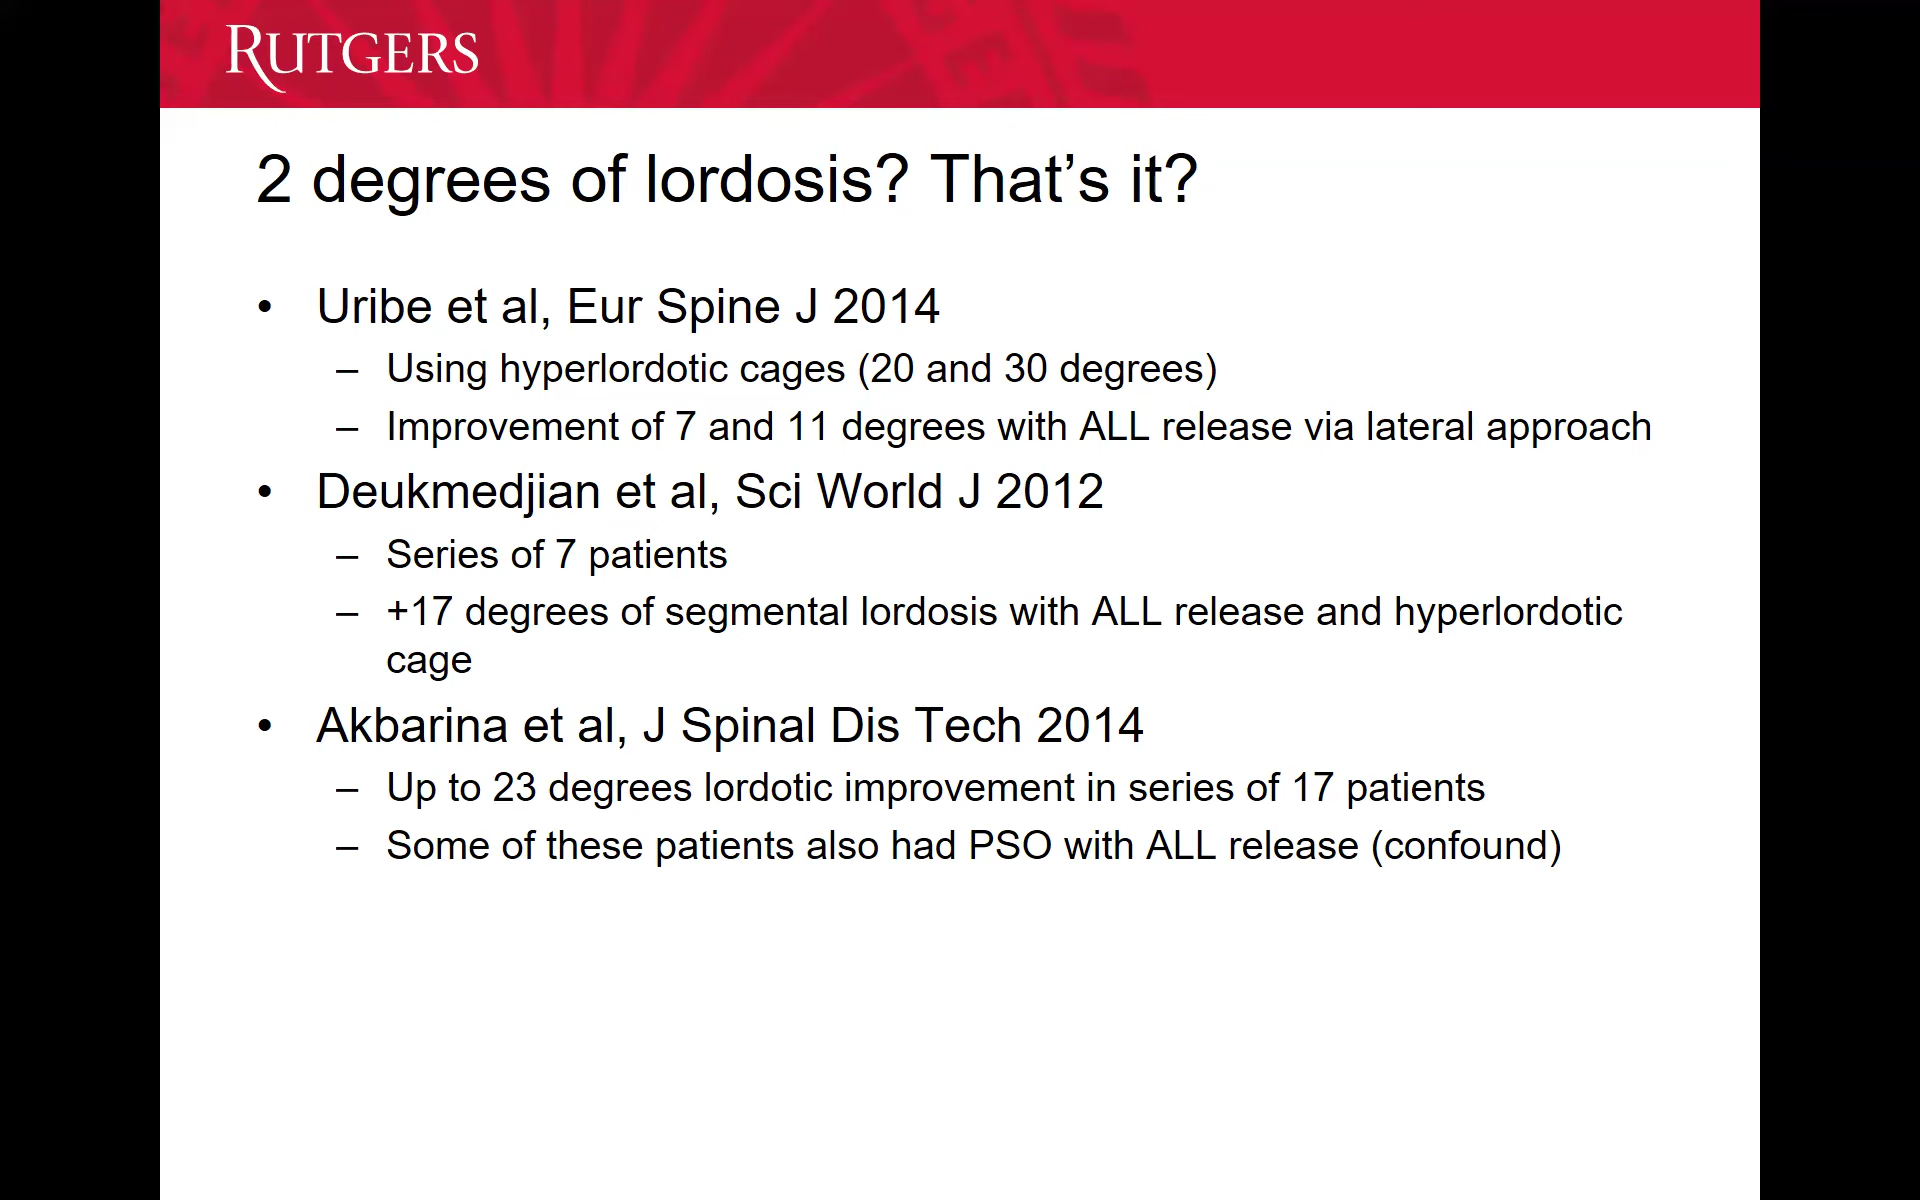 RUTGERS
2 degrees of lordosis? That’s it?
• Uribe et al, Eur Spine J 2014
– Using hyperlordotic cages (20 and 30 degrees)
– Improvement of 7 and 11 degrees with ALL release via lateral approach
• Deukmedjian et al, Sci World J 2012
– Series of 7 patients
– +17 degrees of segmental lordosis with ALL release and hyperlordotic
cage
• Akbarina et al, J Spinal Dis Tech 2014
– Up to 23 degrees lordotic improvement in series of 17 patients
– Some of these patients also had PSO with ALL release (confound)